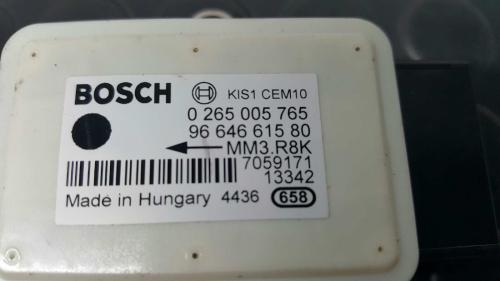 BOSCH KIS1 CEM10
0 265 005 765
96 646 615 80
MM3.R8K
7059171
13342
Made in Hungary 4436 658